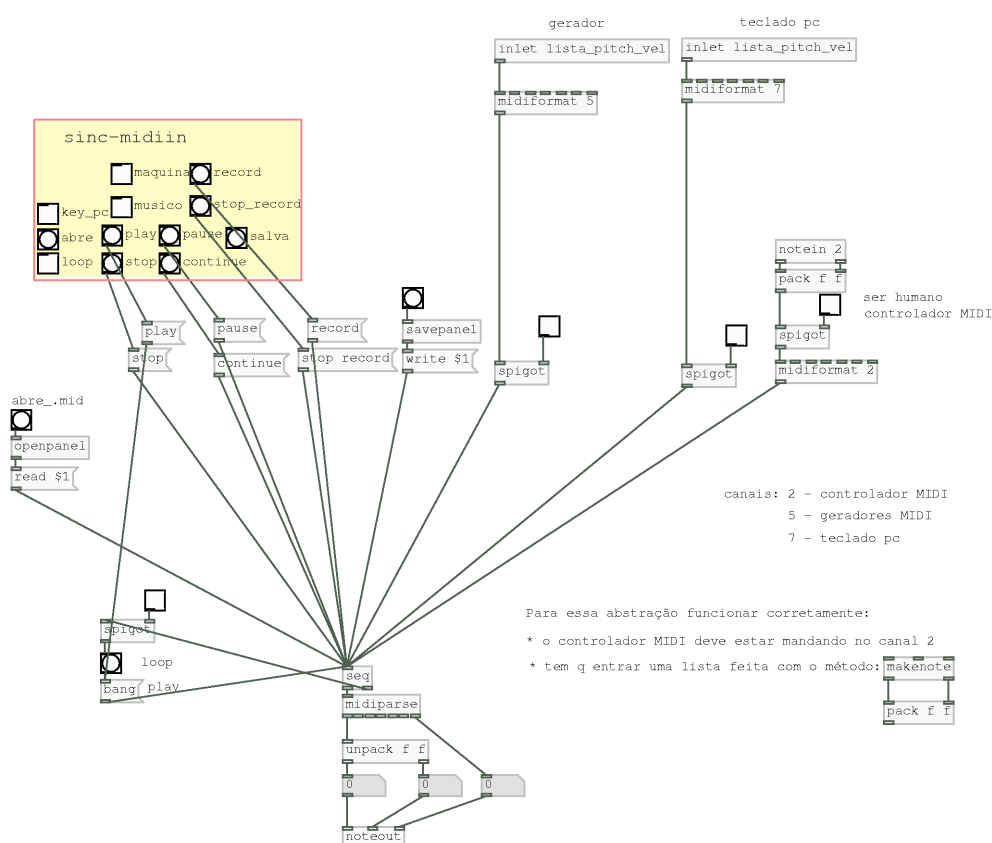 gerador
teclado pc
inlet lista_pitch_vel
inlet lista_pitch_vel
midiformat 5
midiformat 7
sinc-midiin
maquina
record
key_pc
musico
stop_record
abre
play
pause
salva
loop
stop
continue
notein 2
pack f f
ser humano
controlador MIDI
spigot
midiformat 2
play
pause
record
savepanel
stop
continue
stop record
write $1
spigot
spigot
abre_.mid
openpanel
read $1
canais: 2 - controlador MIDI
5 - geradores MIDI
7 - teclado pc
spigot
loop
bang
play
seq
midiparse
unpack f f
0
0
0
noteout
Para essa abstração funcionar corretamente:
* o controlador MIDI deve estar mandando no canal 2
* tem q entrar uma lista feita com o método:
makenote
pack f f